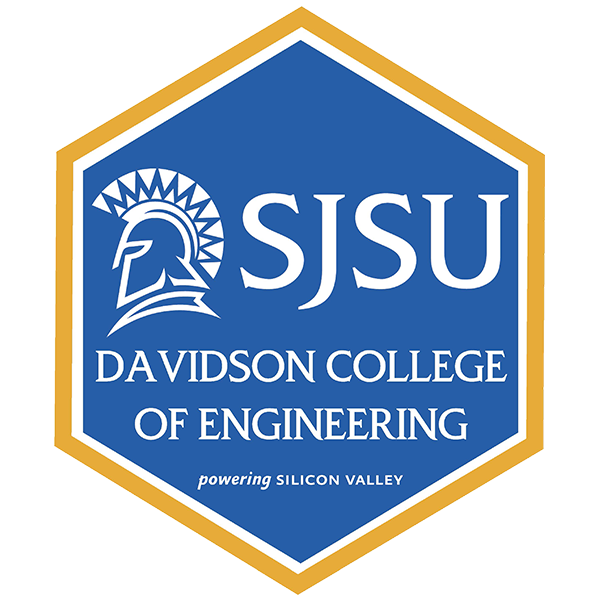 SJSU
DAVIDSON COLLEGE
OF ENGINEERING
powering SILICON VALLEY